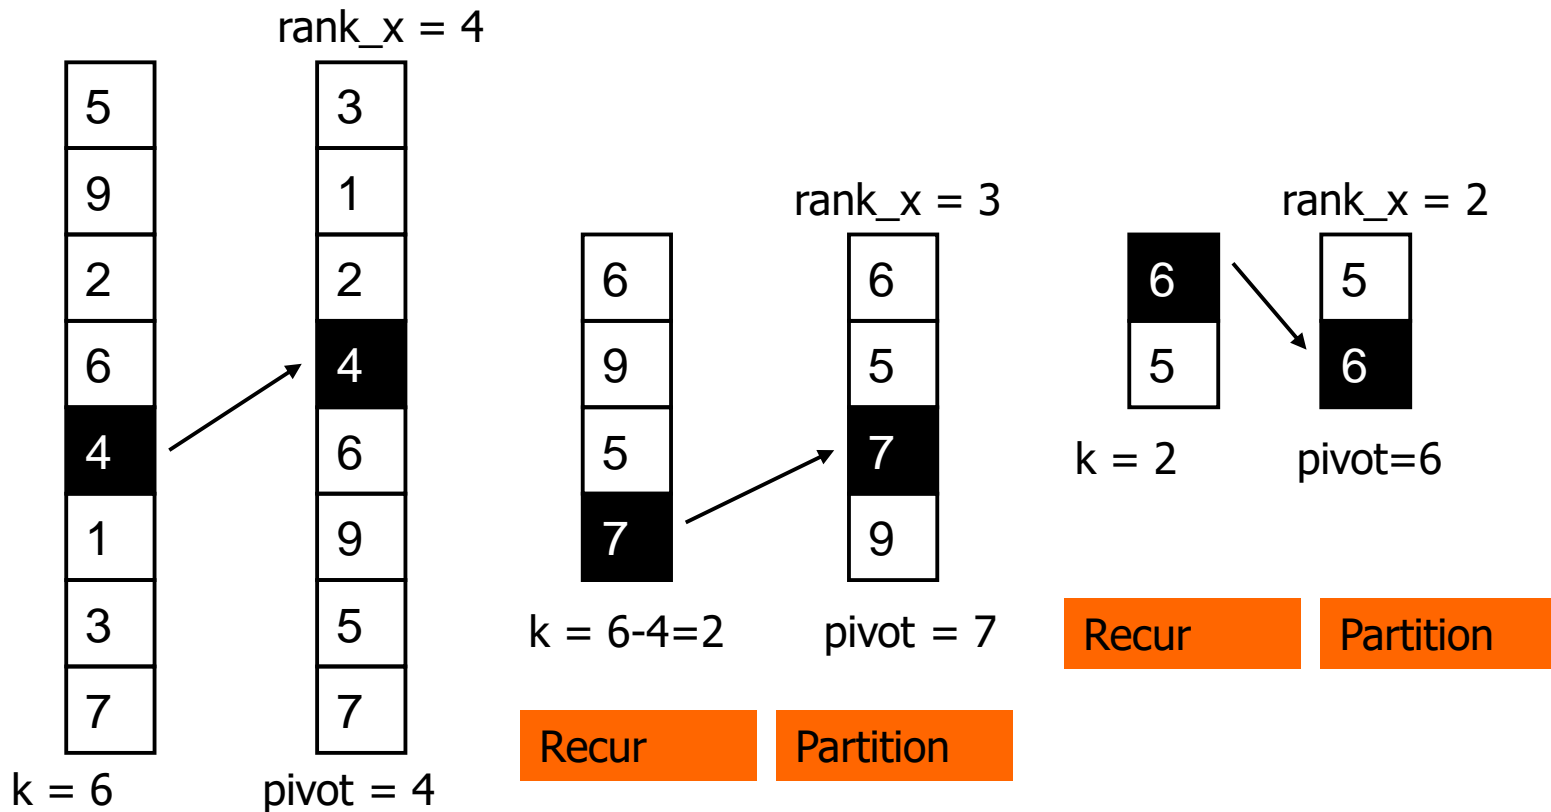 rank_x = 4
5
9
2
6
4
1
3
7
k = 6
3
1
2
4
6
9
5
7
pivot = 4
6
9
5
7
k = 6-4=2
Recur
rank_x = 3
6
5
7
9
pivot = 7
Partition
6
5
k = 2
Recur
rank_x = 2
5
6
pivot=6
Partition